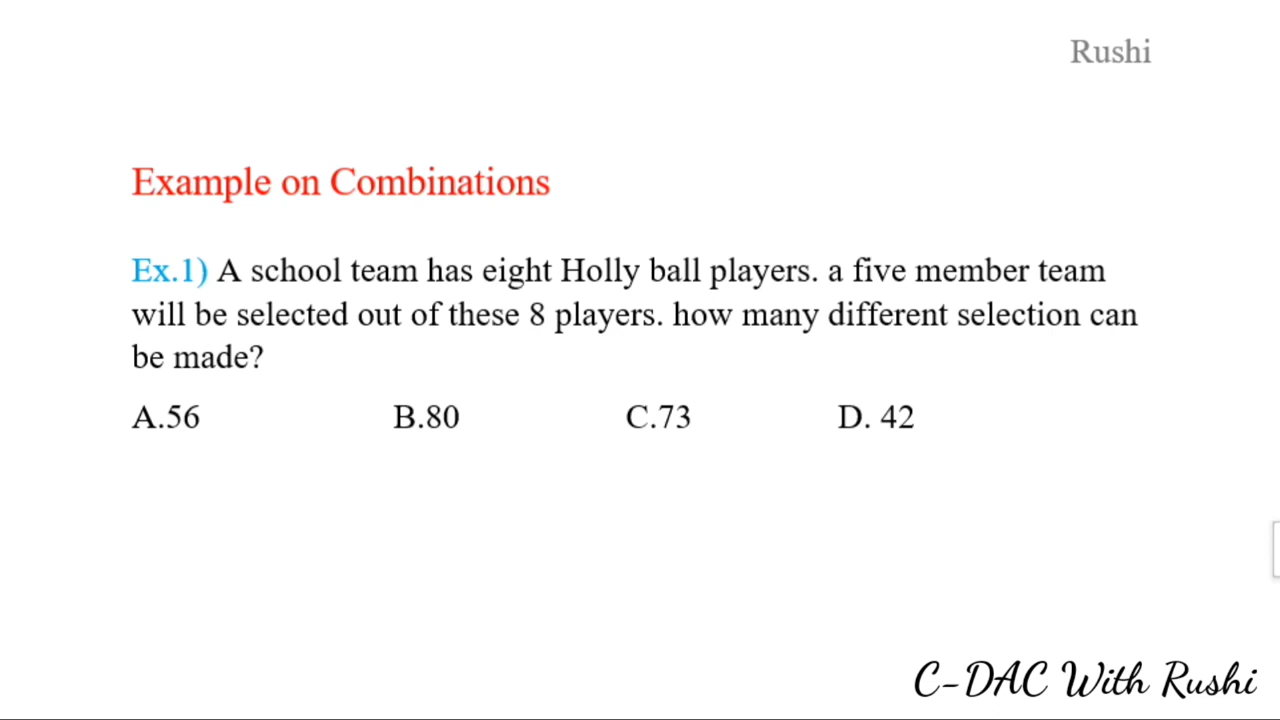 Rushi
Example on Combinations
Ex.1) A school team has eight Holly ball players. a five member team
will be selected out of these 8 players. how many different selection can
be made?
A.56 B.80 C.73 D. 42
C-DAC With Rushi